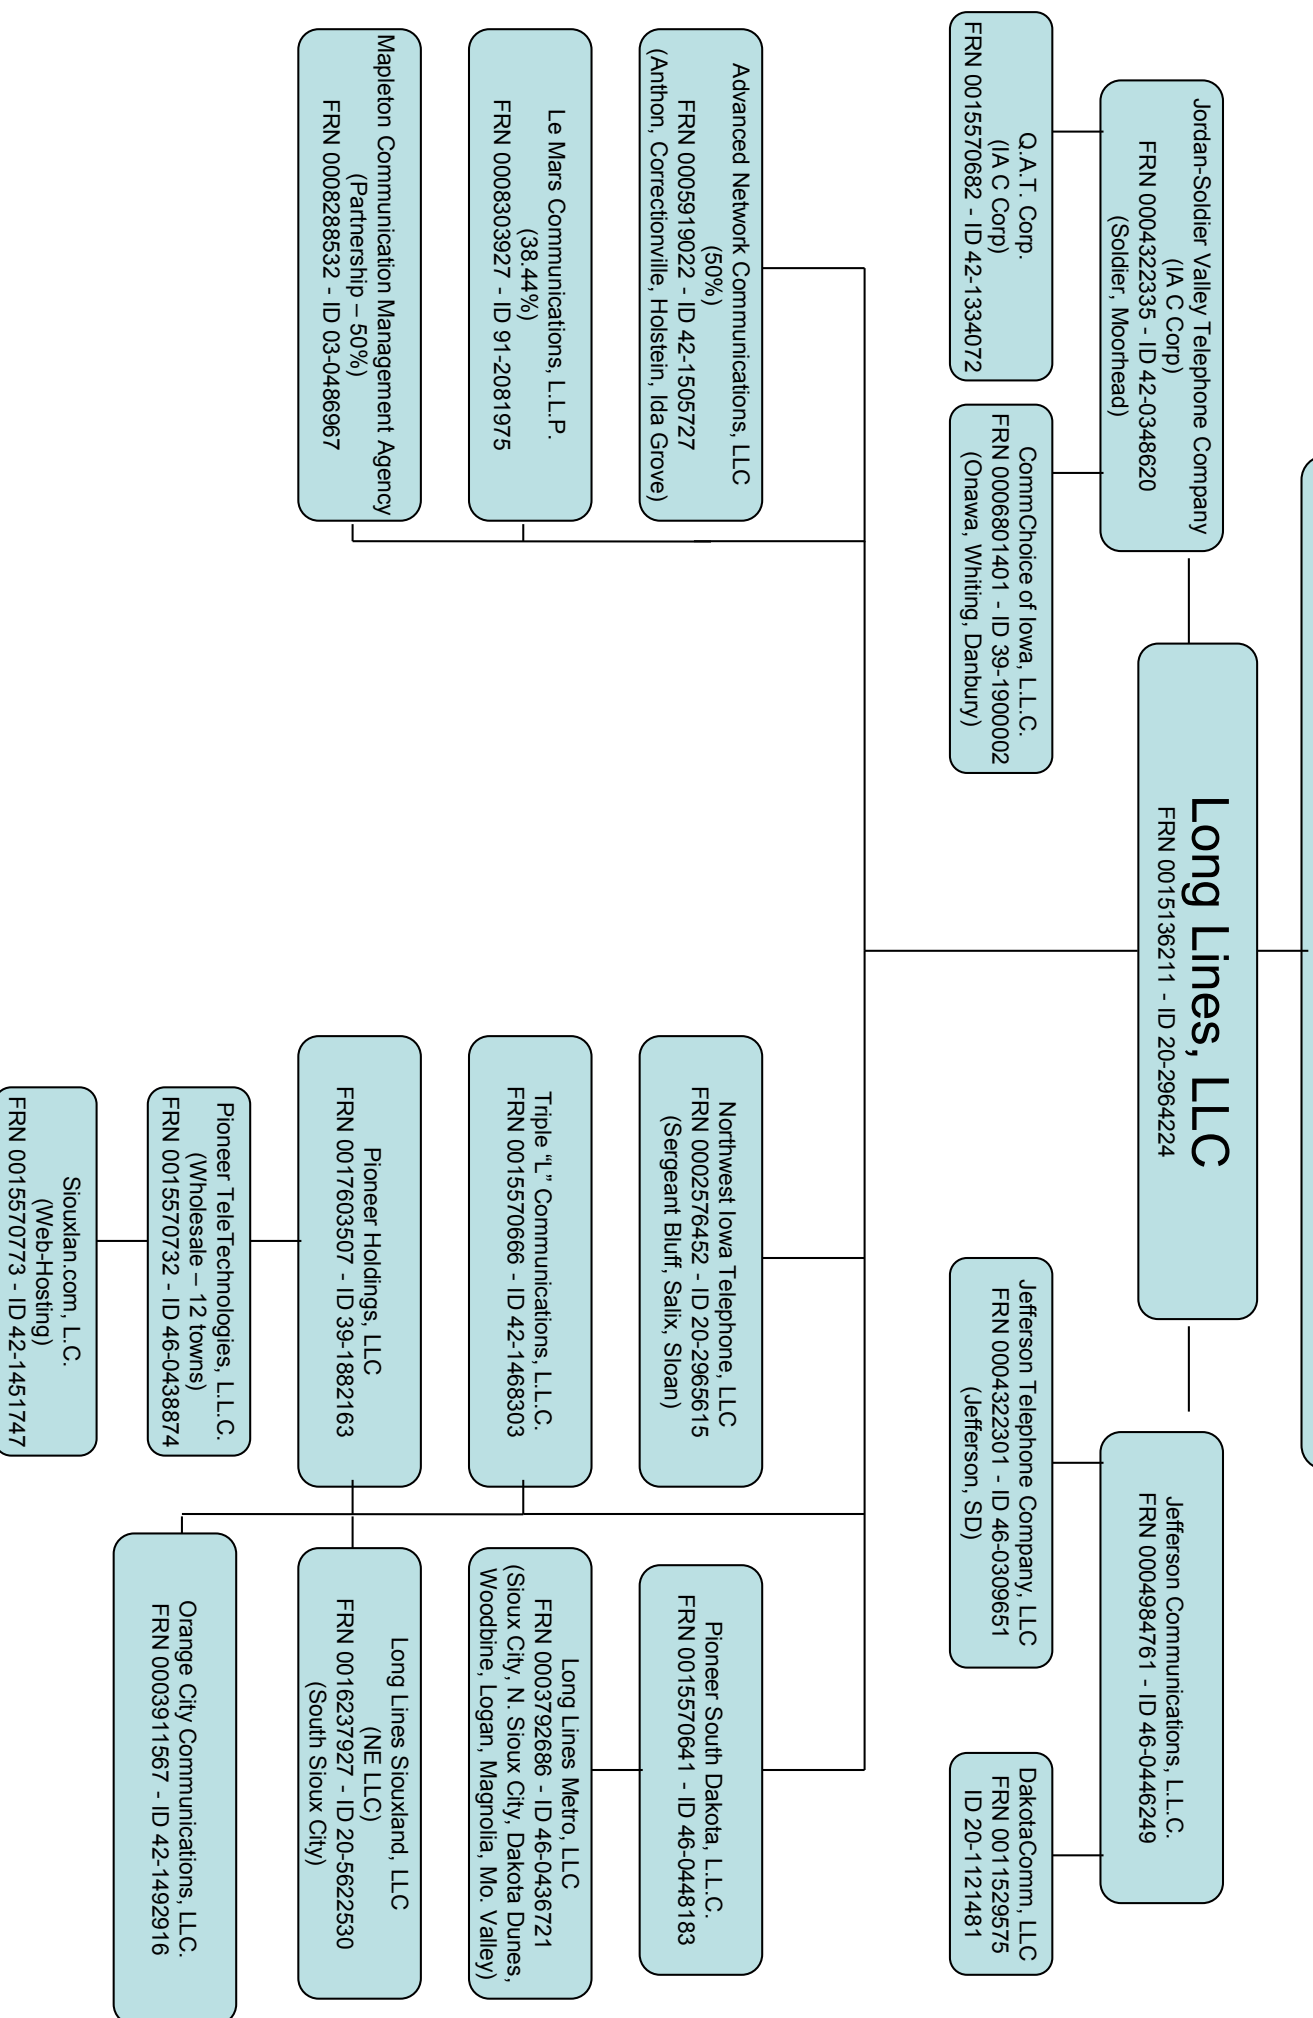 Long Lines, LLC
FRN 0015136211 - ID 20-2964224
Jordan-Soldier Valley Telephone Company
(IA C Corp)
FRN 0004322335 - ID 42-0348620
(Soldier, Moorhead)
Jefferson Communications, L.L.C.
FRN 0004984761 - ID 46-0446249
Q.A.T. Corp.
(IA C Corp)
FRN 0015570682 - ID 42-1334072
CommChoice of Iowa, L.L.C.
FRN 0006801401 - ID 39-1900002
(Onawa, Whiting, Danbury)
Jefferson Telephone Company, LLC
FRN 0004322301 - ID 46-0309651
(Jefferson, SD)
DakotaComm, LLC
FRN 0011529575
ID 20-1121481
Advanced Network Communications, LLC
(50%)
FRN 0005919022 - ID 42-1505727
(Anthon, Correctionville, Holstein, Ida Grove)
Northwest Iowa Telephone, LLC
FRN 0002576452 - ID 20-2965615
(Sergeant Bluff, Salix, Sloan)
Pioneer South Dakota, L.L.C.
FRN 0015570641 - ID 46-0448183
Le Mars Communications, L.L.P.
(38.44%)
FRN 0008303927 - ID 91-2081975
Triple “L” Communications, L.L.C.
FRN 0015570666 - ID 42-1468303
Long Lines Metro, LLC
FRN 0003792686 - ID 46-0436721
(Sioux City, N. Sioux City, Dakota Dunes,
Woodbine, Logan, Magnolia, Mo. Valley)
Mapleton Communication Management Agency
(Partnership – 50%)
FRN 0008288532 - ID 03-0486967
Pioneer Holdings, LLC
FRN 0017603507 - ID 39-1882163
Long Lines Siouxland, LLC
(NE LLC)
FRN 0016237927 - ID 20-5622530
(South Sioux City)
Pioneer TeleTechnologies, L.L.C.
(Wholesale – 12 towns)
FRN 0015570732 - ID 46-0438874
Orange City Communications, LLC.
FRN 0003911567 - ID 42-1492916
Siouxlan.com, L.C.
(Web-Hosting)
FRN 0015570773 - ID 42-1451747